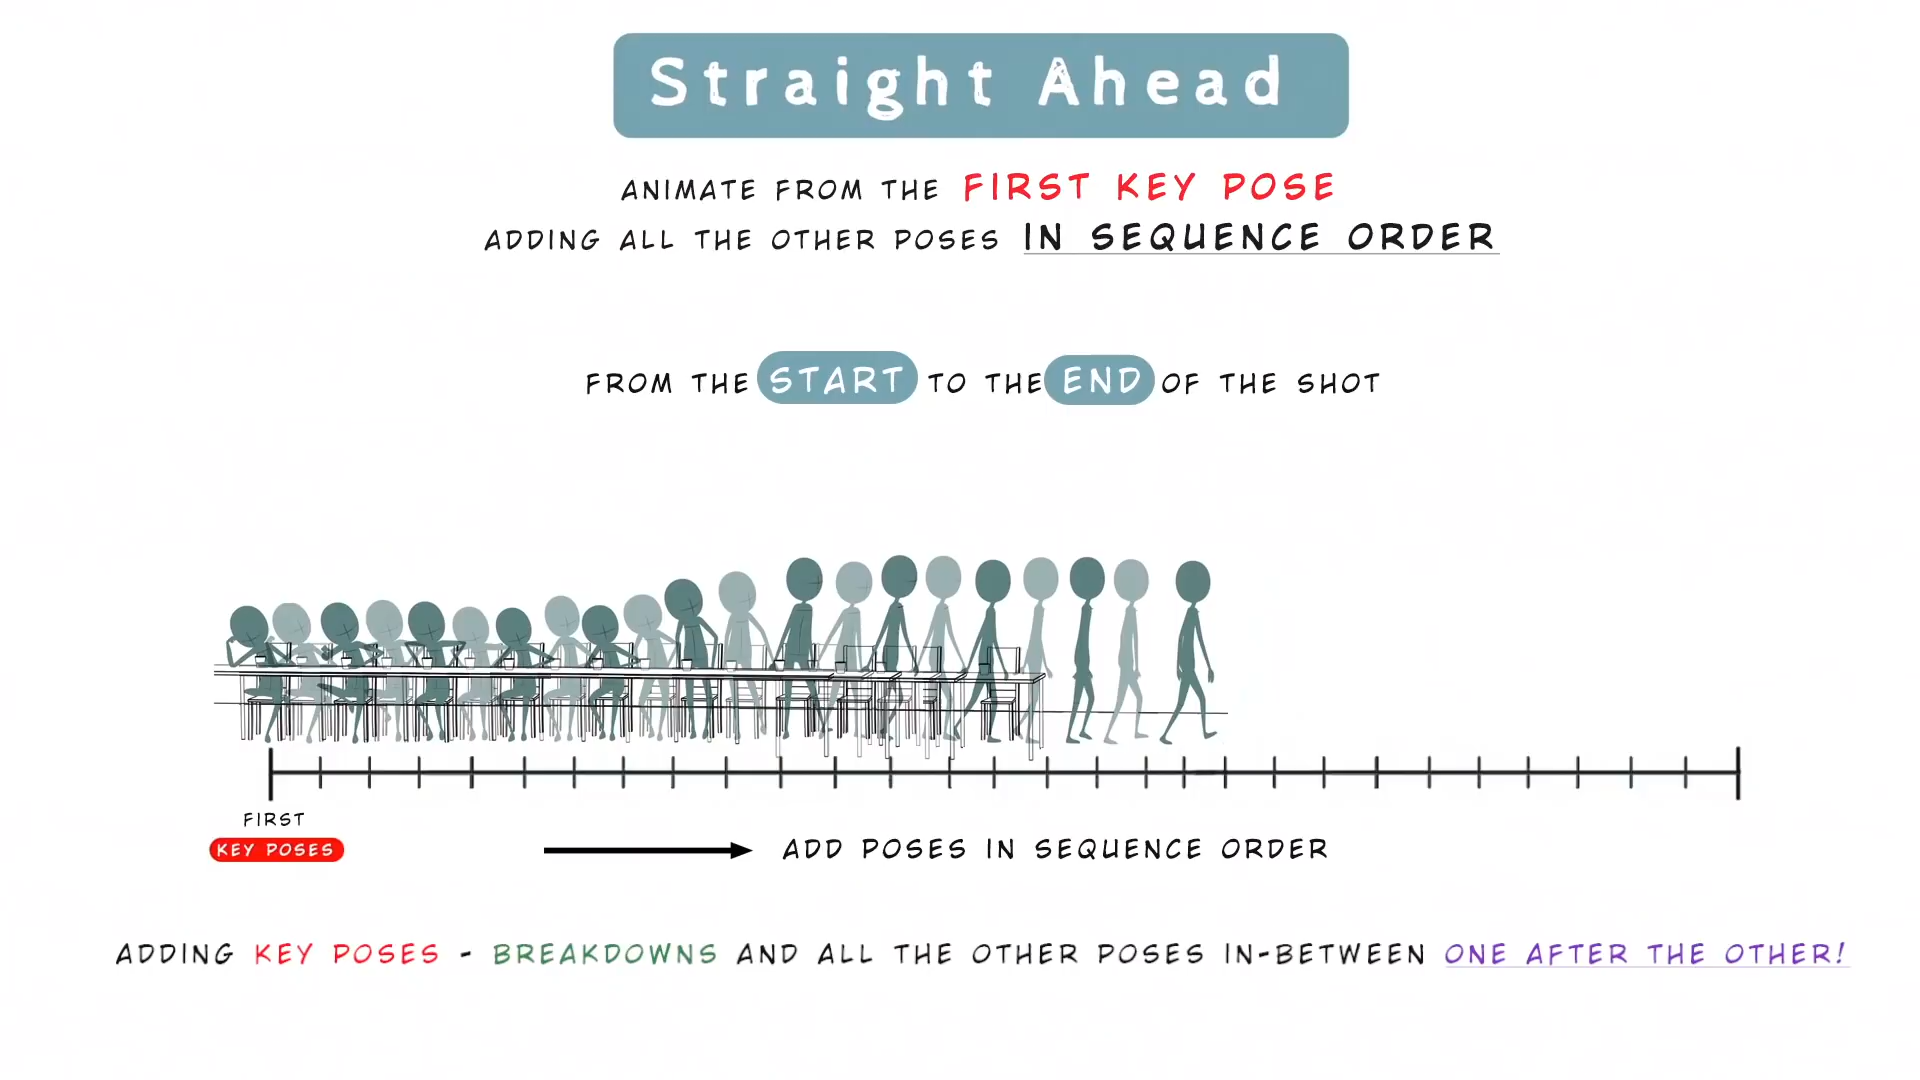 Straight Ahead
ANIMATE FROM THE FIRST KEY POSE
ADDING ALL THE OTHER POSES IN SEQUENCE ORDER
FROM THE START TO THE END OF THE SHOT
FIRST
KEY POSES
ADD POSES IN SEQUENCE ORDER
ADDING KEY POSES - BREAKDOWNS AND ALL THE OTHER POSES IN-BETWEEN ONE AFTER THE OTHER!